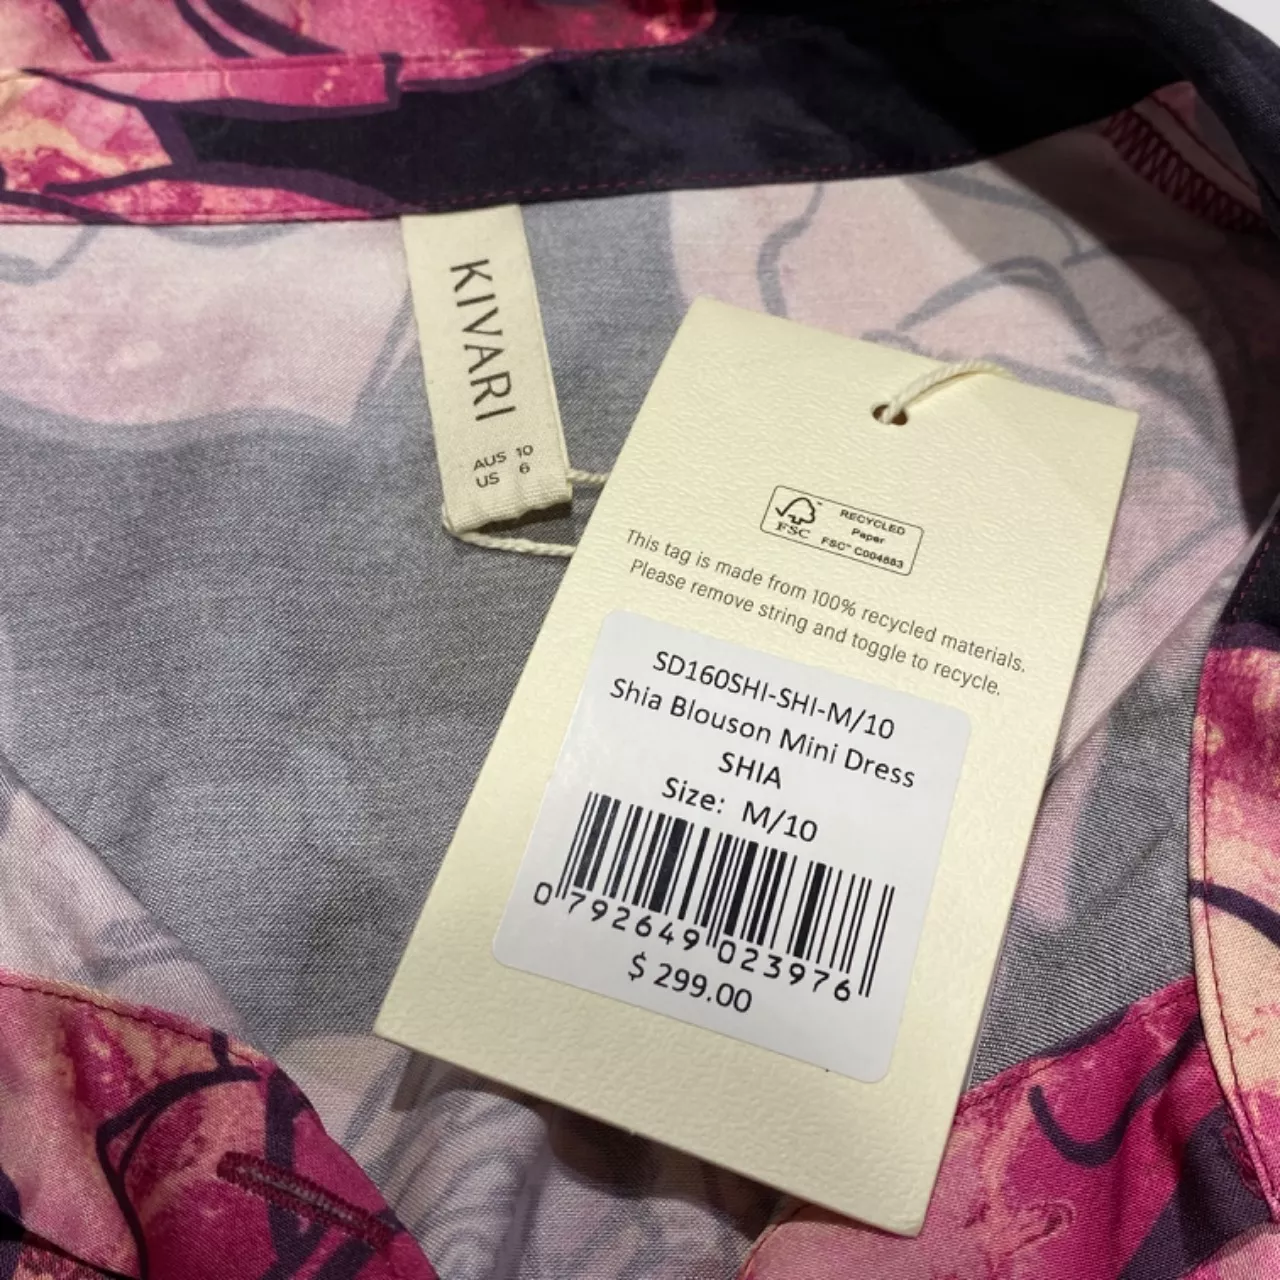 KIVARI
AUS 10
US 6
FSC
RECYCLED
Paper
FSC™ C004883
This tag is made from 100% recycled materials.
Please remove string and toggle to recycle.
SD160SHI-SHI-M/10
Shia Blouson Mini Dress
SHIA
Size: M/10
0 792649 023976
$ 299.00